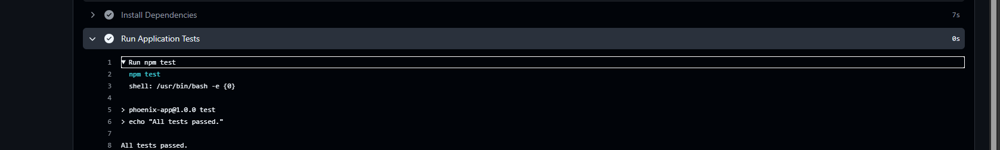 Install Dependencies 7s
Run Application Tests 0s
1 ▼ Run npm test
2 npm test
3 shell: /usr/bin/bash -e {0}
4
5 > phoenix-app@1.0.0 test
6 > echo "All tests passed."
7
8 All tests passed.